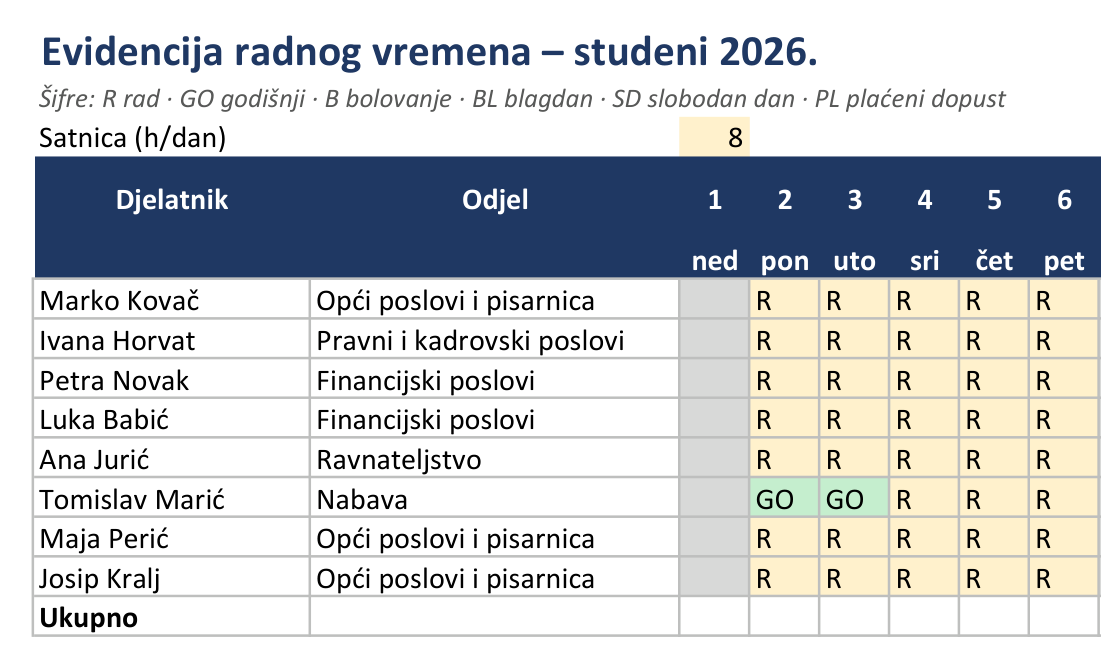 Evidencija radnog vremena – studeni 2026.
Šifre: R rad · GO godišnji · B bolovanje · BL blagdan · SD slobodan dan · PL plaćeni dopust
Satnica (h/dan) 8
Djelatnik Odjel 1 2 3 4 5 6
ned pon uto sri čet pet
Marko Kovač Opći poslovi i pisarnica R R R R R
Ivana Horvat Pravni i kadrovski poslovi R R R R R
Petra Novak Financijski poslovi R R R R R
Luka Babić Financijski poslovi R R R R R
Ana Jurić Ravnateljstvo R R R R R
Tomislav Marić Nabava GO GO R R R
Maja Perić Opći poslovi i pisarnica R R R R R
Josip Kralj Opći poslovi i pisarnica R R R R R
Ukupno